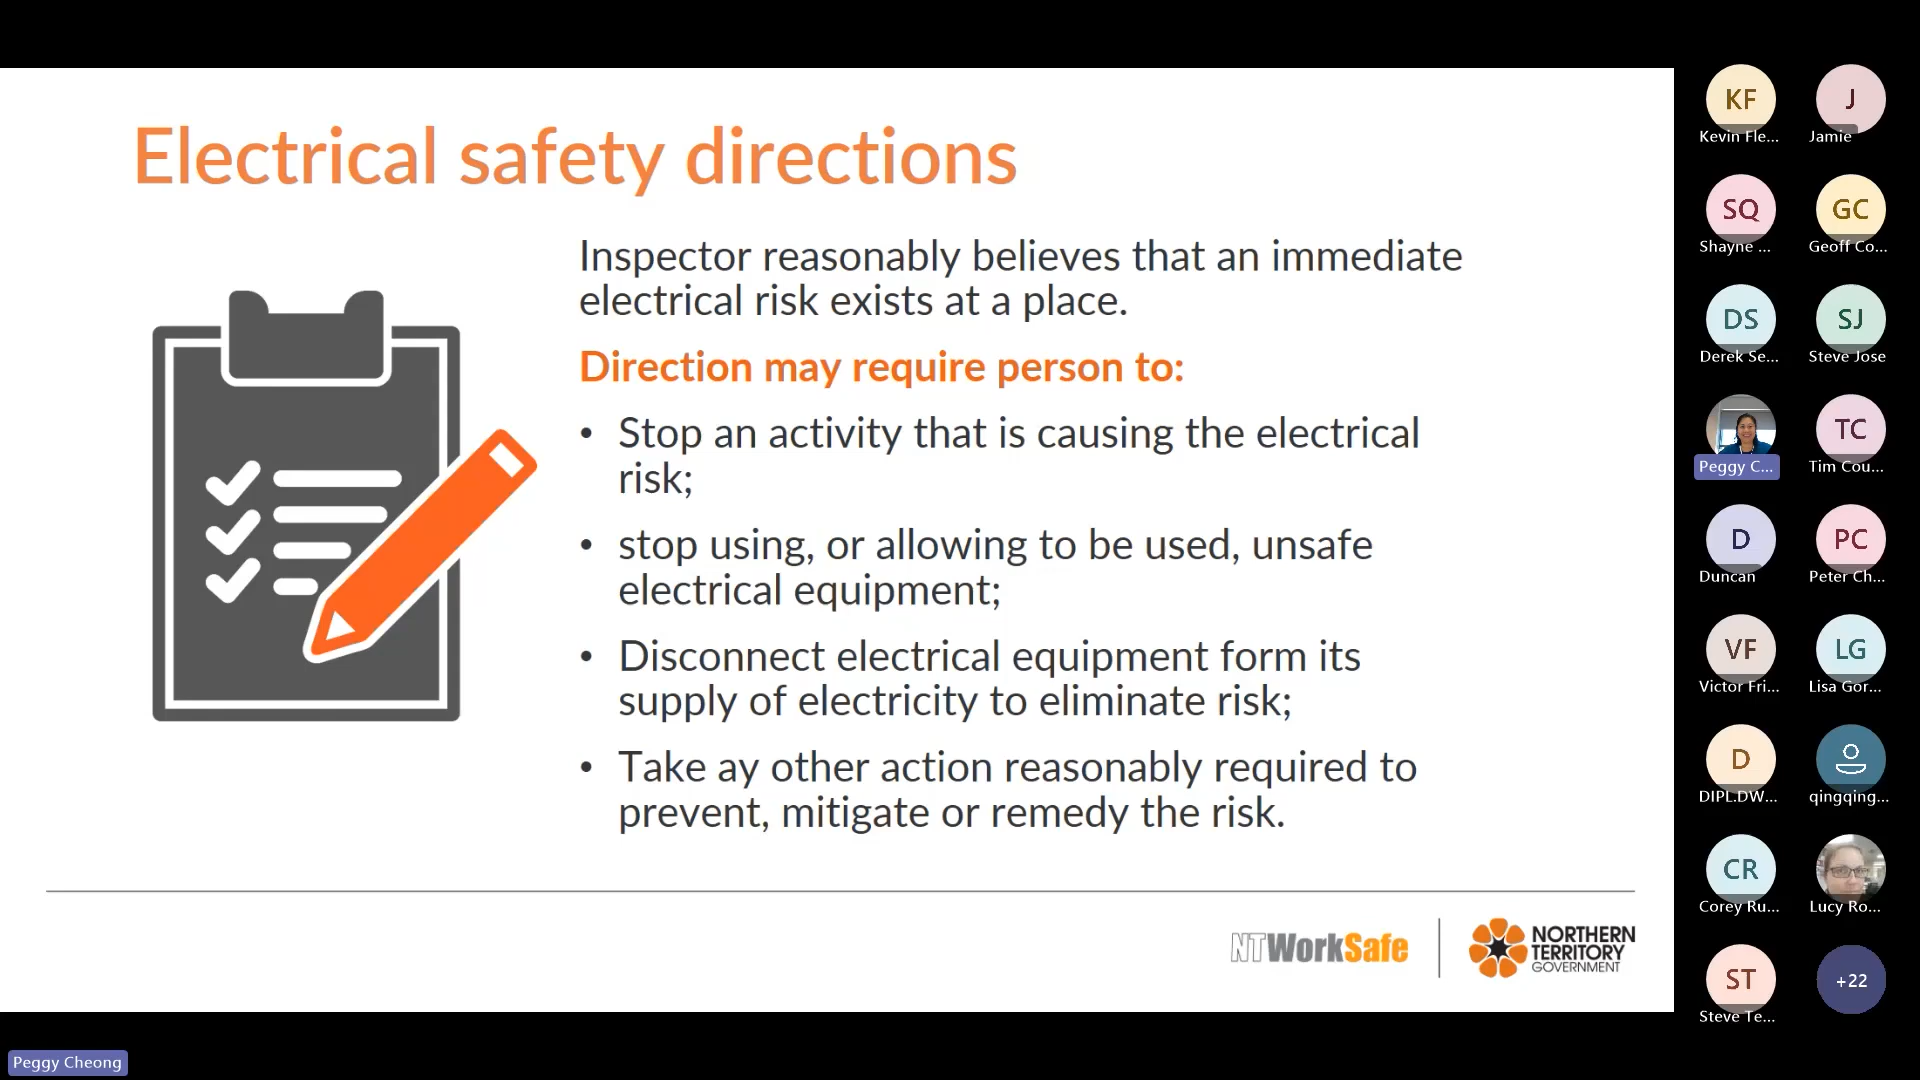 Electrical safety directions
Inspector reasonably believes that an immediate
electrical risk exists at a place.
Direction may require person to:
• Stop an activity that is causing the electrical
risk;
• stop using, or allowing to be used, unsafe
electrical equipment;
• Disconnect electrical equipment form its
supply of electricity to eliminate risk;
• Take ay other action reasonably required to
prevent, mitigate or remedy the risk.
NTWorkSafe
NORTHERN
TERRITORY
GOVERNMENT
KF
Kevin Fle...
J
Jamie
SQ
Shayne ...
GC
Geoff Co...
DS
Derek Se...
SJ
Steve Jose
Peggy C...
TC
Tim Cou...
D
Duncan
PC
Peter Ch...
VF
Victor Fri...
LG
Lisa Gor...
D
DIPL.DW...
qingqing...
CR
Corey Ru...
Lucy Ro...
ST
Steve Te...
+22
Peggy Cheong